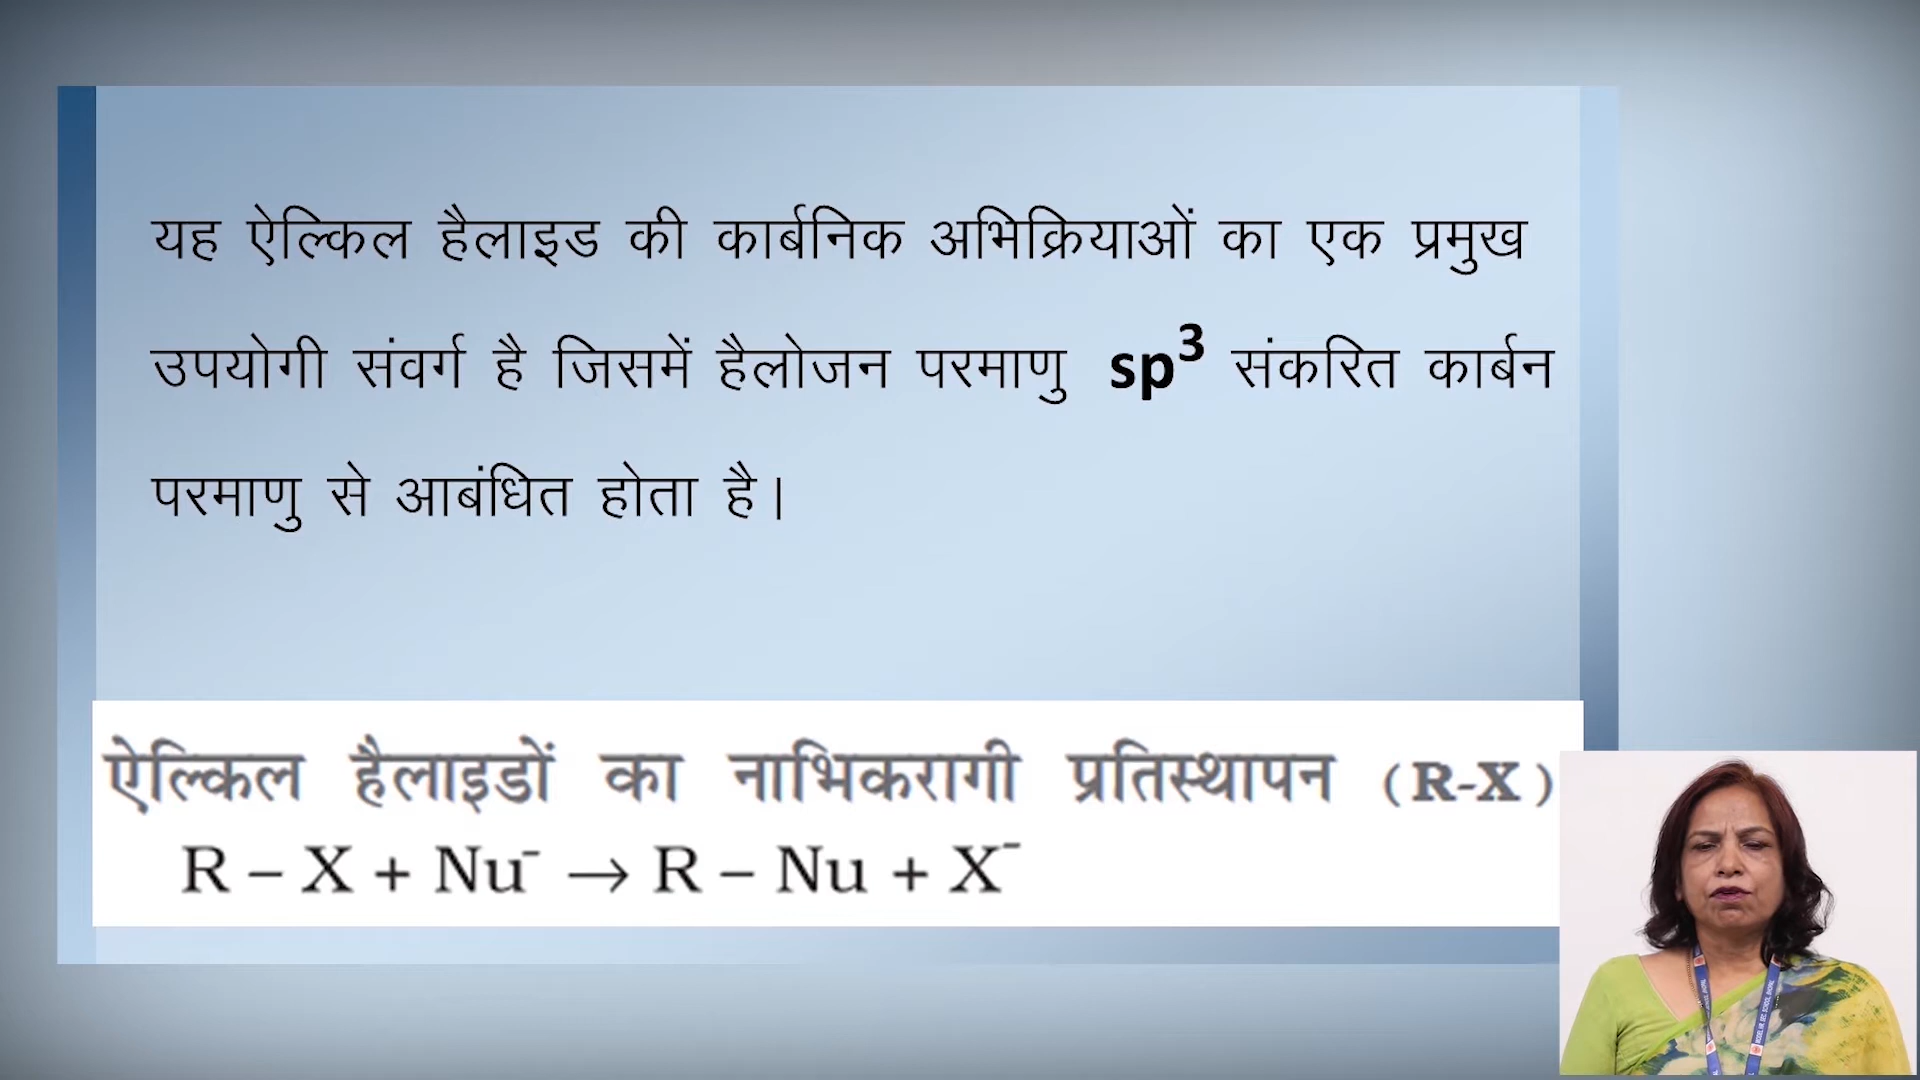 यह ऐल्किल हैलाइड की कार्बनिक अभिक्रियाओं का एक प्रमुख
उपयोगी संवर्ग है जिसमें हैलोजन परमाणु sp³ संकरित कार्बन
परमाणु से आबंधित होता है।
ऐल्किल हैलाइडों का नाभिकरागी प्रतिस्थापन (R-X)
R – X + Nu⁻ → R – Nu + X⁻